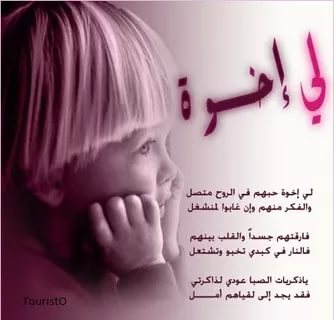 لي إخوة
لي إخوة حبهم في الروح متصل
والفكر منهم وإن غابوا لمنشغل
فارقتهم جسداً والقلب بينهم
فالنار في كبدي تخبو وتشتعل
ياذكريات الصبا عودي لذاكرتي
فقد يجد إلى لقياهم أمــل
TouristO